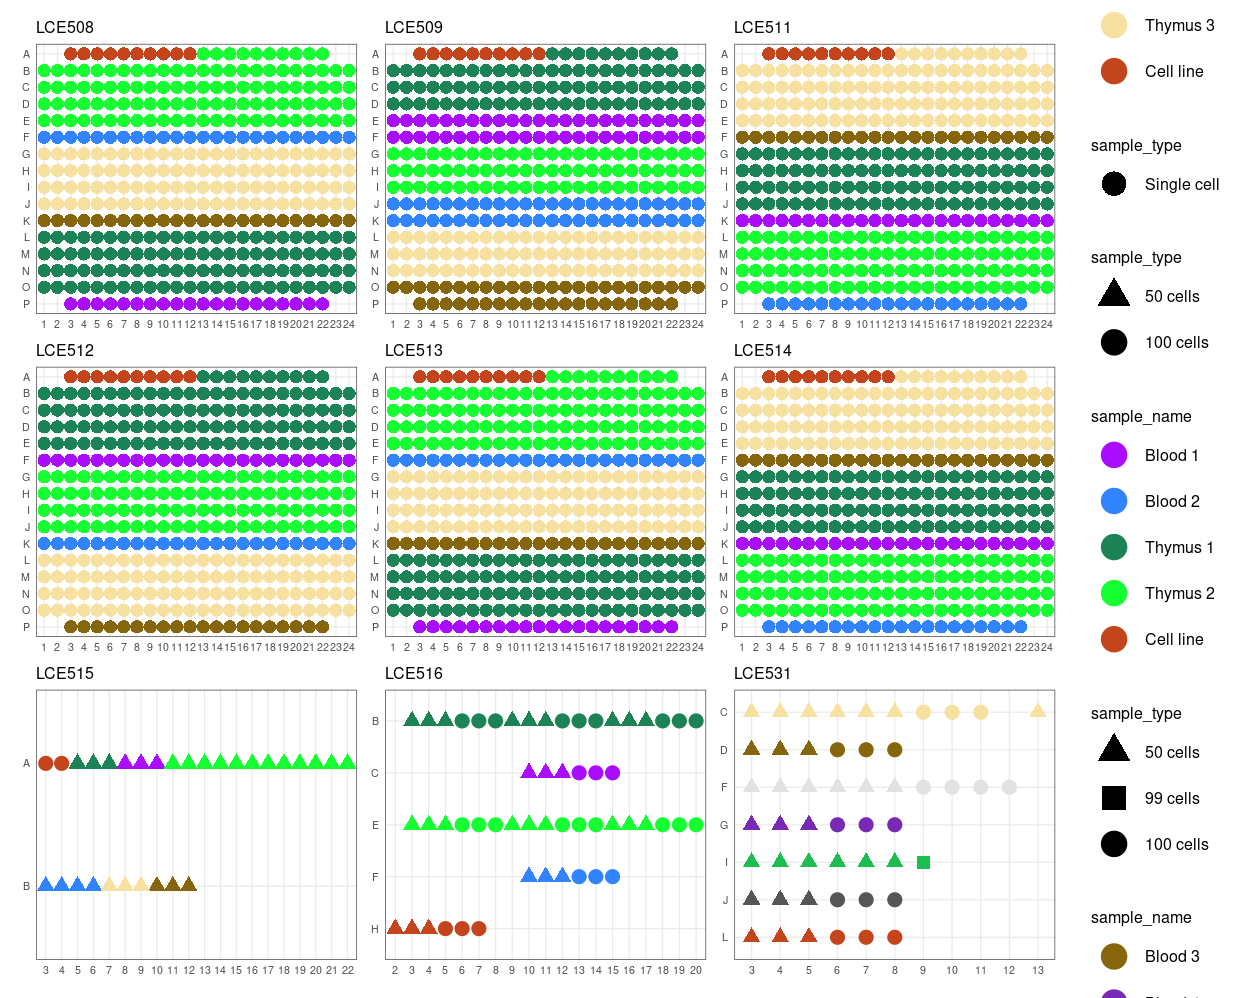 LCE508
A
B
C
D
E
F
G
H
I
J
K
L
M
N
O
P
1 2 3 4 5 6 7 8 9 10 11 12 13 14 15 16 17 18 19 20 21 22 23 24
LCE509
A
B
C
D
E
F
G
H
I
J
K
L
M
N
O
P
1 2 3 4 5 6 7 8 9 10 11 12 13 14 15 16 17 18 19 20 21 22 23 24
LCE511
A
B
C
D
E
F
G
H
I
J
K
L
M
N
O
P
1 2 3 4 5 6 7 8 9 10 11 12 13 14 15 16 17 18 19 20 21 22 23 24
LCE512
A
B
C
D
E
F
G
H
I
J
K
L
M
N
O
P
1 2 3 4 5 6 7 8 9 10 11 12 13 14 15 16 17 18 19 20 21 22 23 24
LCE513
A
B
C
D
E
F
G
H
I
J
K
L
M
N
O
P
1 2 3 4 5 6 7 8 9 10 11 12 13 14 15 16 17 18 19 20 21 22 23 24
LCE514
A
B
C
D
E
F
G
H
I
J
K
L
M
N
O
P
1 2 3 4 5 6 7 8 9 10 11 12 13 14 15 16 17 18 19 20 21 22 23 24
LCE515
A
B
3 4 5 6 7 8 9 10 11 12 13 14 15 16 17 18 19 20 21 22
LCE516
B
C
E
F
H
2 3 4 5 6 7 8 9 10 11 12 13 14 15 16 17 18 19 20
LCE531
C
D
F
G
I
J
L
3 4 5 6 7 8 9 10 11 12 13
Thymus 3
Cell line
sample_type
Single cell
sample_type
50 cells
100 cells
sample_name
Blood 1
Blood 2
Thymus 1
Thymus 2
Cell line
sample_type
50 cells
99 cells
100 cells
sample_name
Blood 3